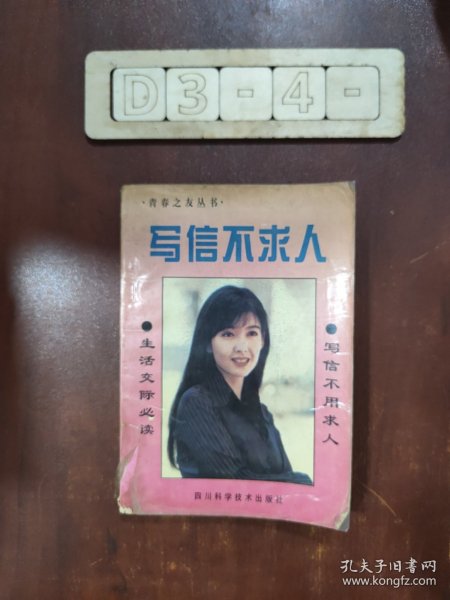 D3-4-
·青春之友丛书·
写信不求人
●生活交际必读
●写信不用求人
四川科学技术出版社
孔夫子旧书网
www.kongfz.com